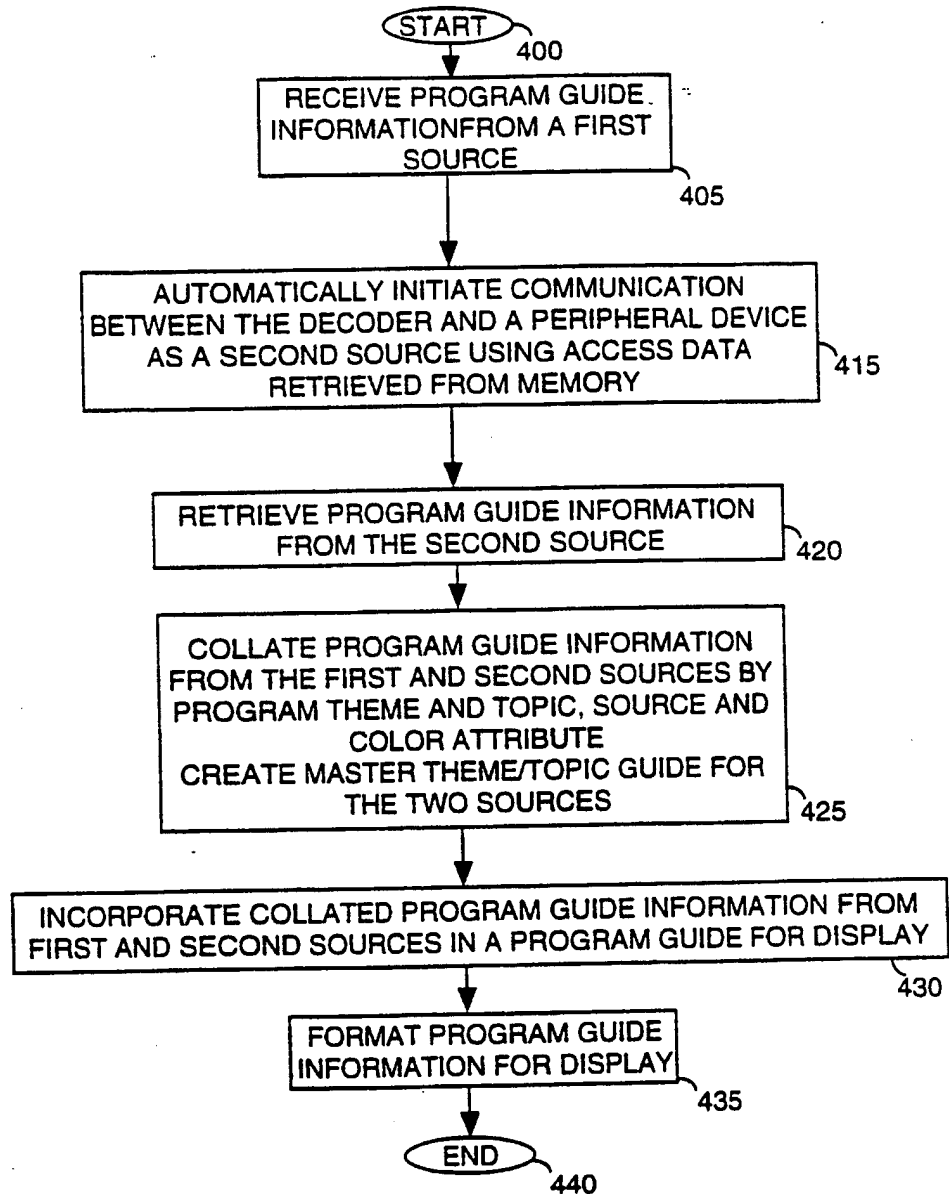 START
400
RECEIVE PROGRAM GUIDE
INFORMATIONFROM A FIRST
SOURCE
405
AUTOMATICALLY INITIATE COMMUNICATION
BETWEEN THE DECODER AND A PERIPHERAL DEVICE
AS A SECOND SOURCE USING ACCESS DATA
RETRIEVED FROM MEMORY
415
RETRIEVE PROGRAM GUIDE INFORMATION
FROM THE SECOND SOURCE
420
COLLATE PROGRAM GUIDE INFORMATION
FROM THE FIRST AND SECOND SOURCES BY
PROGRAM THEME AND TOPIC, SOURCE AND
COLOR ATTRIBUTE
CREATE MASTER THEME/TOPIC GUIDE FOR
THE TWO SOURCES
425
INCORPORATE COLLATED PROGRAM GUIDE INFORMATION FROM
FIRST AND SECOND SOURCES IN A PROGRAM GUIDE FOR DISPLAY
430
FORMAT PROGRAM GUIDE
INFORMATION FOR DISPLAY
435
END
440